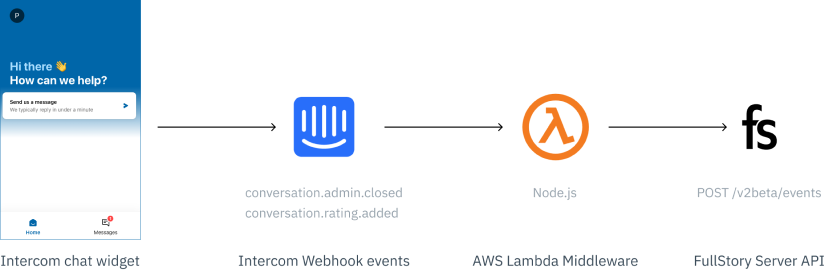 P
Hi there 👋
How can we help?
Send us a message
We typically reply in under a minute
Home
Messages
Intercom chat widget
conversation.admin.closed
conversation.rating.added
Intercom Webhook events
λ
Node.js
AWS Lambda Middleware
fs
POST /v2beta/events
FullStory Server API